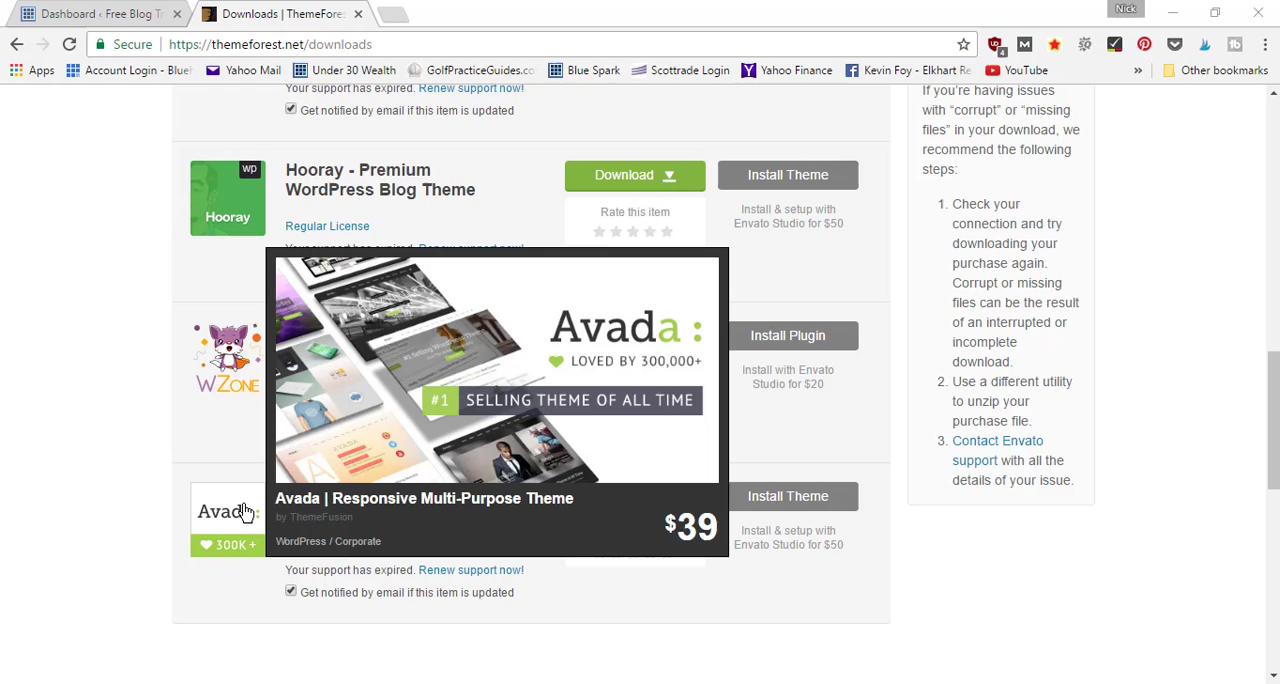 Dashboard ‹ Free Blog Tr
Downloads | ThemeFores
Nick
Secure
https://themeforest.net/downloads
4
Apps
Account Login - Blueh
Yahoo Mail
Under 30 Wealth
GolfPracticeGuides.co
Blue Spark
Scottrade Login
Yahoo Finance
Kevin Foy - Elkhart Re
YouTube
»
Other bookmarks
Your support has expired. Renew support now!
Get notified by email if this item is updated
wp
Hooray
Hooray - Premium
WordPress Blog Theme
Regular License
Download
Rate this item
Install Theme
Install & setup with
Envato Studio for $50
WZONE
Install Plugin
Install with Envato
Studio for $20
Avada :
LOVED BY 300,000+
#1 SELLING THEME OF ALL TIME
Avada | Responsive Multi-Purpose Theme
by ThemeFusion
WordPress / Corporate
$39
Avada :
300K +
Install Theme
Install & setup with
Envato Studio for $50
Your support has expired. Renew support now!
Get notified by email if this item is updated
If you're having issues
with “corrupt” or “missing
files” in your download, we
recommend the following
steps:
1. Check your
connection and try
downloading your
purchase again.
Corrupt or missing
files can be the result
of an interrupted or
incomplete
download.
2. Use a different utility
to unzip your
purchase file.
3. Contact Envato
support with all the
details of your issue.